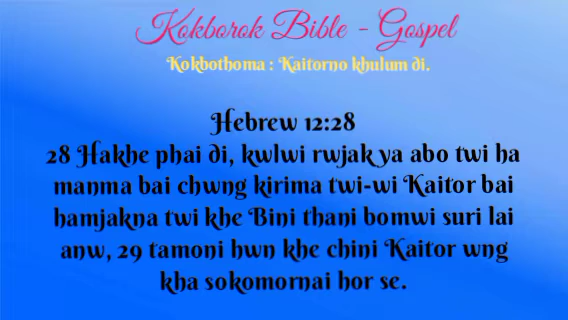 Kokborok Bible - Gospel
Kokbothoma : Kaitorno khulum di.
Hebrew 12:28
28 Hakhe phai di, kwlwi rwjak ya abo twi ha
manma bai chwng kirima twi-wi Kaitor bai
hamjakna twi khe Bini thani bomwi suri lai
anw, 29 tamoni hwn khe chini Kaitor wng
kha sokomornai hor se.